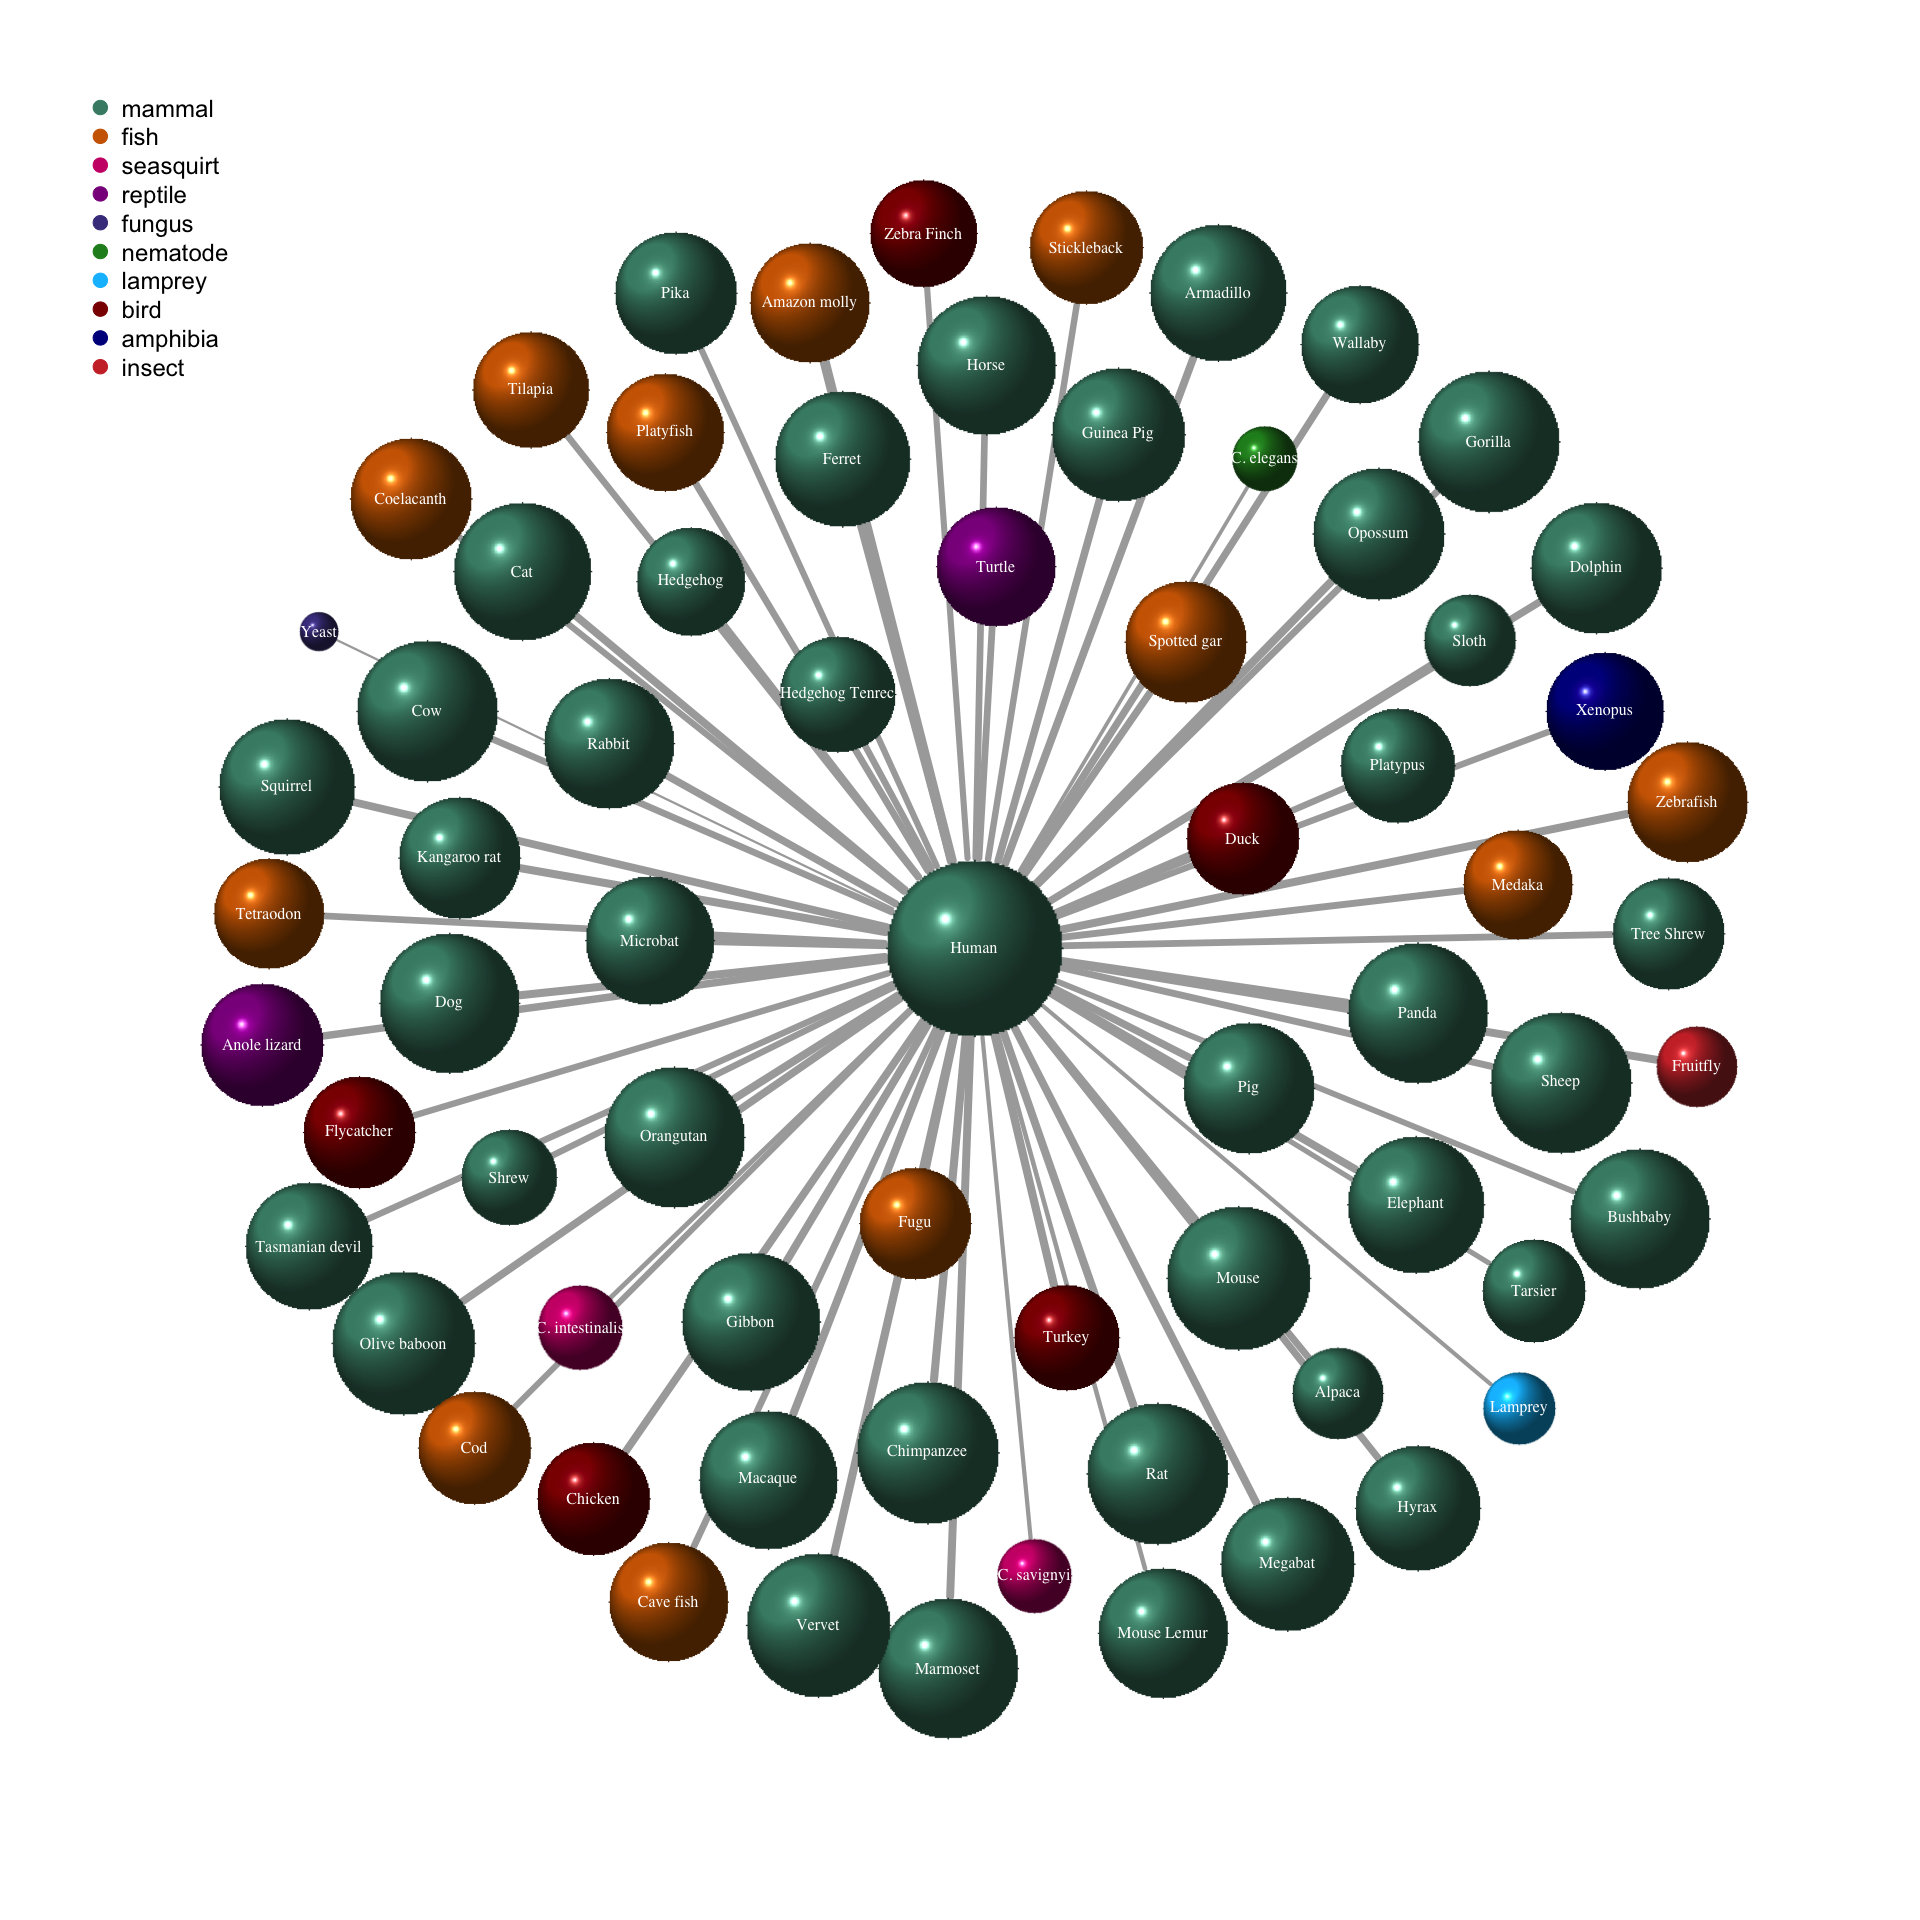 mammal
fish
seasquirt
reptile
fungus
nematode
lamprey
bird
amphibia
insect
Zebra Finch
Stickleback
Pika
Armadillo
Amazon molly
Wallaby
Horse
Tilapia
Platyfish
Guinea Pig
Gorilla
Ferret
C. elegans
Coelacanth
Opossum
Cat
Turtle
Dolphin
Hedgehog
Yeast
Spotted gar
Sloth
Hedgehog Tenrec
Cow
Xenopus
Rabbit
Platypus
Squirrel
Zebrafish
Duck
Kangaroo rat
Medaka
Tetraodon
Tree Shrew
Microbat
Human
Dog
Panda
Anole lizard
Fruitfly
Sheep
Pig
Flycatcher
Orangutan
Shrew
Elephant
Bushbaby
Fugu
Tasmanian devil
Mouse
Tarsier
Gibbon
C. intestinalis
Turkey
Olive baboon
Alpaca
Lamprey
Cod
Chimpanzee
Rat
Macaque
Chicken
Hyrax
Megabat
C. savignyi
Cave fish
Vervet
Mouse Lemur
Marmoset